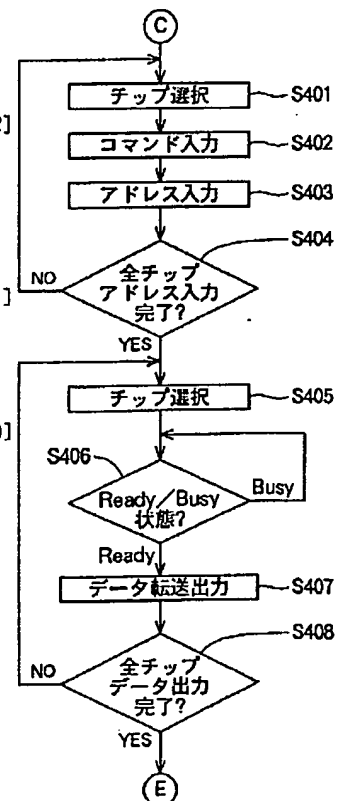 C
チップ選択 S401
2]
コマンド入力 S402
アドレス入力 S403
S404
NO
全チップ
アドレス入力
完了?
]
YES
チップ選択 S405
)]
S406
Ready/Busy
状態?
Busy
Ready
データ転送出力 S407
S408
NO
全チップ
データ出力
完了?
YES
E